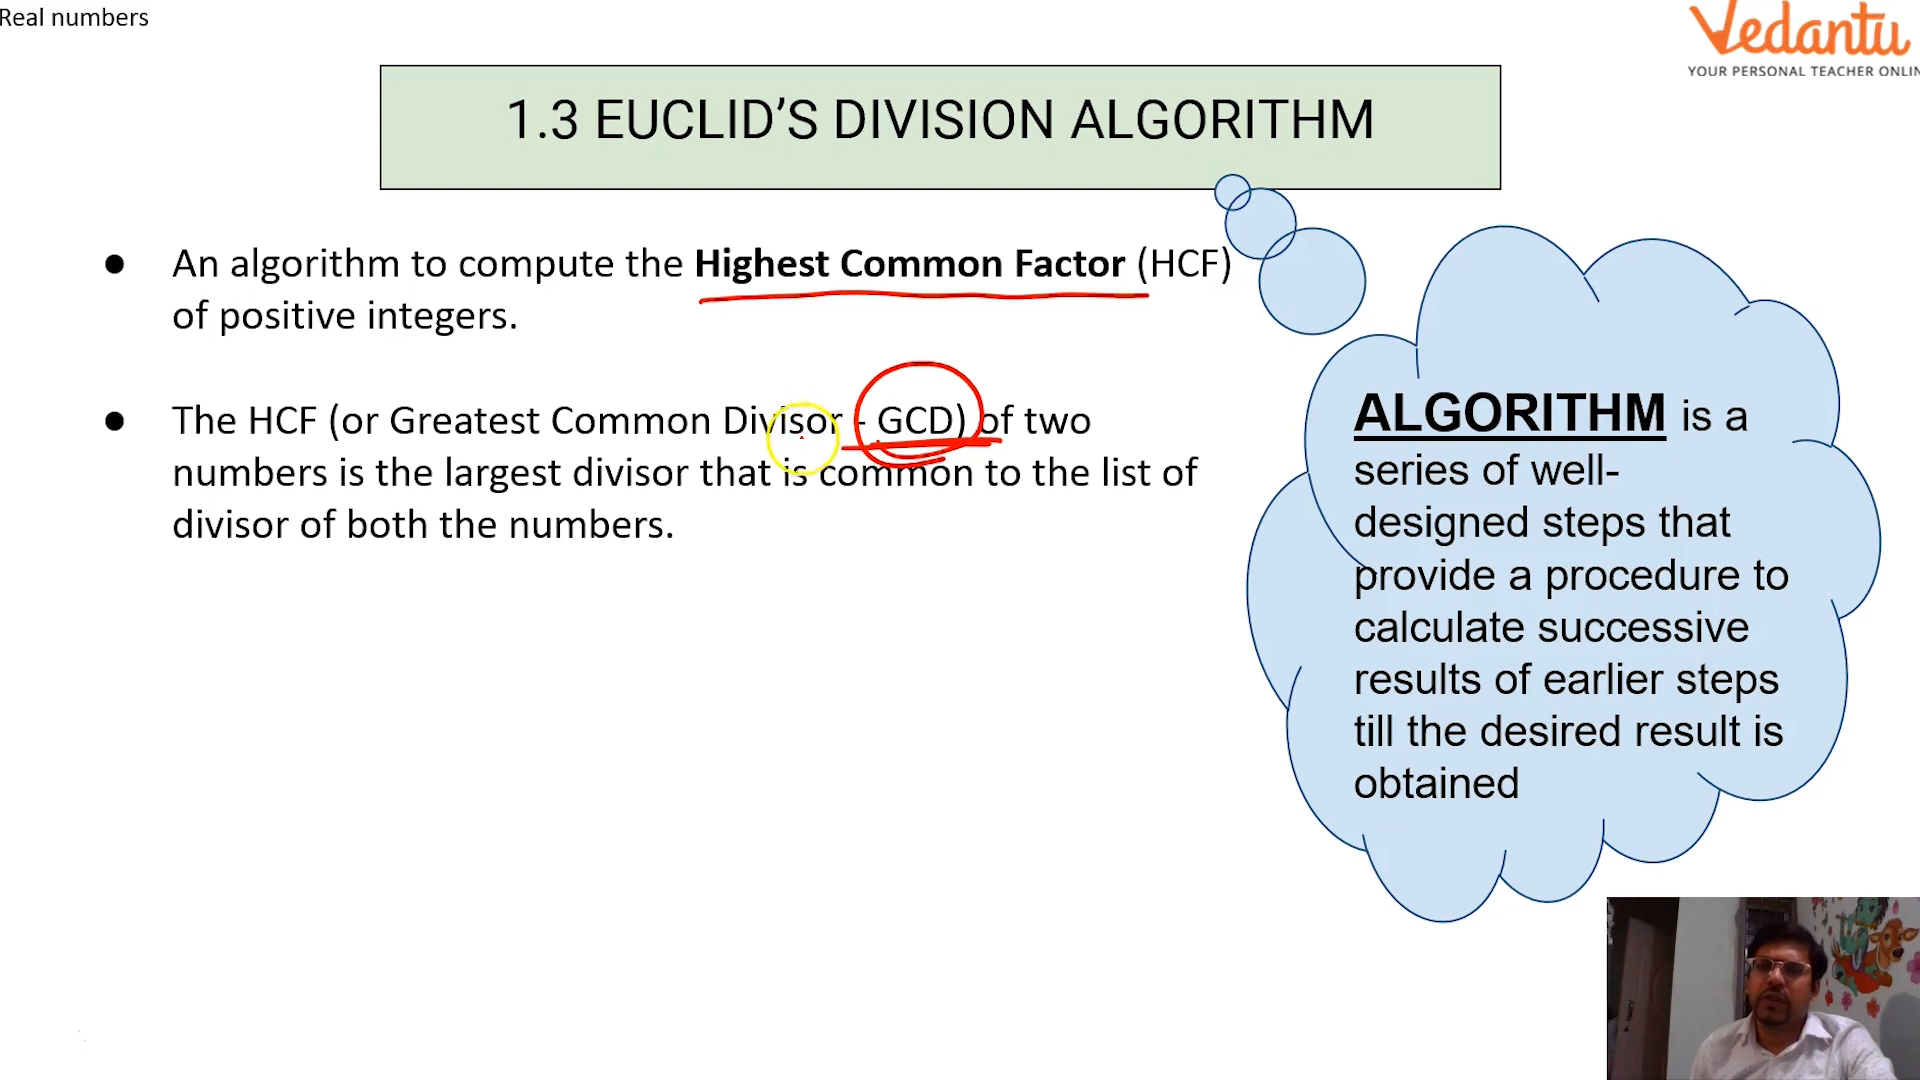 Real numbers
Vedantu
YOUR PERSONAL TEACHER ONLIN
1.3 EUCLID’S DIVISION ALGORITHM
● An algorithm to compute the Highest Common Factor (HCF)
of positive integers.
● The HCF (or Greatest Common Divisor - GCD) of two
numbers is the largest divisor that is common to the list of
divisor of both the numbers.
ALGORITHM is a
series of well-
designed steps that
provide a procedure to
calculate successive
results of earlier steps
till the desired result is
obtained